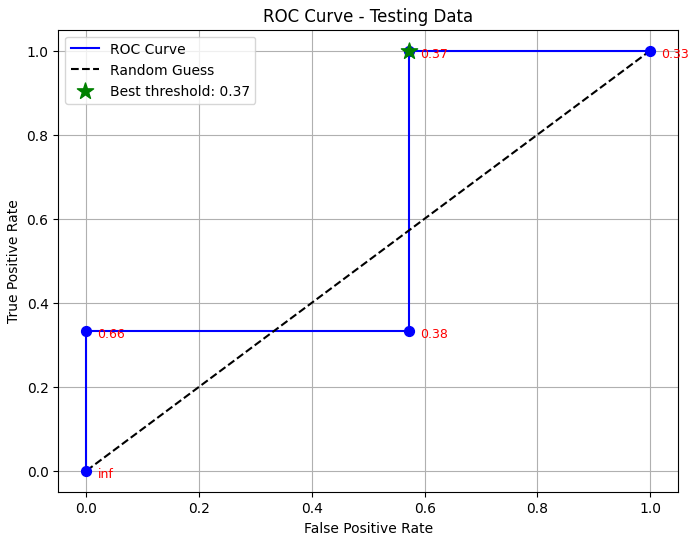 ROC Curve - Testing Data
ROC Curve
Random Guess
Best threshold: 0.37
True Positive Rate
1.0
0.8
0.6
0.4
0.2
0.0
0.37
0.33
0.66
0.38
inf
0.0 0.2 0.4 0.6 0.8 1.0
False Positive Rate